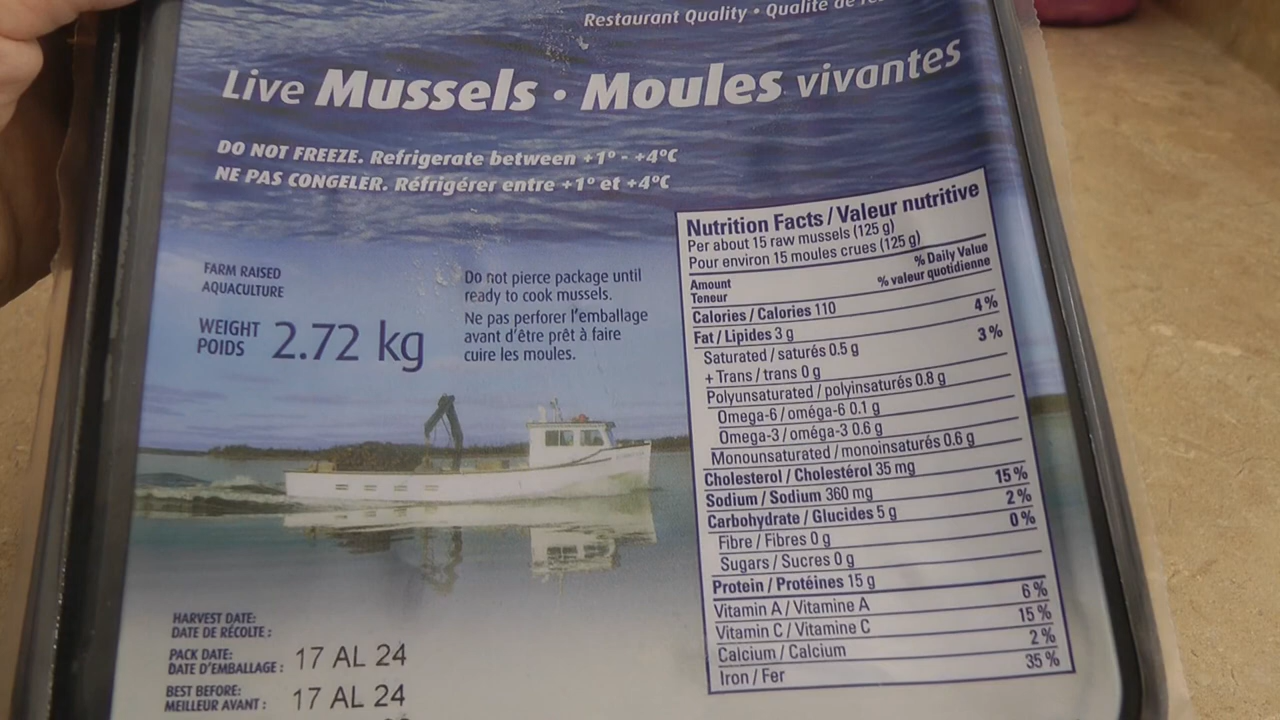 Restaurant Quality • Qualité de
Live Mussels • Moules vivantes
DO NOT FREEZE. Refrigerate between +1° - +4°C
NE PAS CONGELER. Réfrigérer entre +1° et +4°C
FARM RAISED
AQUACULTURE
WEIGHT
POIDS
2.72 kg
Do not pierce package until
ready to cook mussels.
Ne pas perforer l'emballage
avant d'être prêt à faire
cuire les moules.
Nutrition Facts / Valeur nutritive
Per about 15 raw mussels (125 g)
Pour environ 15 moules crues (125 g)
Amount % Daily Value
Teneur % valeur quotidienne
Calories / Calories 110
Fat / Lipides 3 g 4 %
Saturated / saturés 0.5 g 3 %
+ Trans / trans 0 g
Polyunsaturated / polyinsaturés 0.8 g
Omega-6 / oméga-6 0.1 g
Omega-3 / oméga-3 0.6 g
Monounsaturated / monoinsaturés 0.6 g
Cholesterol / Cholestérol 35 mg
Sodium / Sodium 360 mg 15 %
Carbohydrate / Glucides 5 g 2 %
Fibre / Fibres 0 g 0 %
Sugars / Sucres 0 g
Protein / Protéines 15 g
Vitamin A / Vitamine A 6 %
Vitamin C / Vitamine C 15 %
Calcium / Calcium 2 %
Iron / Fer 35 %
HARVEST DATE:
DATE DE RÉCOLTE :
PACK DATE:
DATE D'EMBALLAGE : 17 AL 24
BEST BEFORE:
MEILLEUR AVANT : 17 AL 24